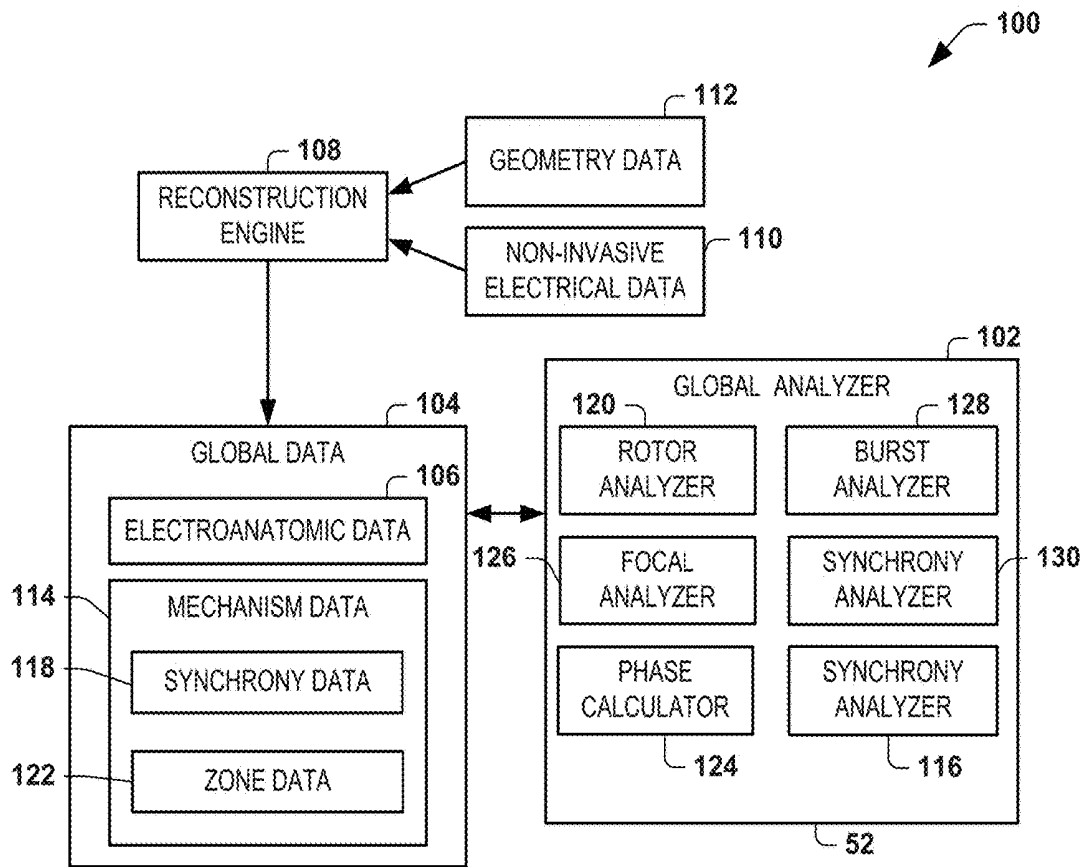 100
112
GEOMETRY DATA
108
RECONSTRUCTION
ENGINE
110
NON-INVASIVE
ELECTRICAL DATA
102
GLOBAL ANALYZER
104
GLOBAL DATA
106
ELECTROANATOMIC DATA
114
MECHANISM DATA
118
SYNCHRONY DATA
122
ZONE DATA
120
ROTOR
ANALYZER
128
BURST
ANALYZER
126
FOCAL
ANALYZER
SYNCHRONY
ANALYZER
130
PHASE
CALCULATOR
124
SYNCHRONY
ANALYZER
116
52